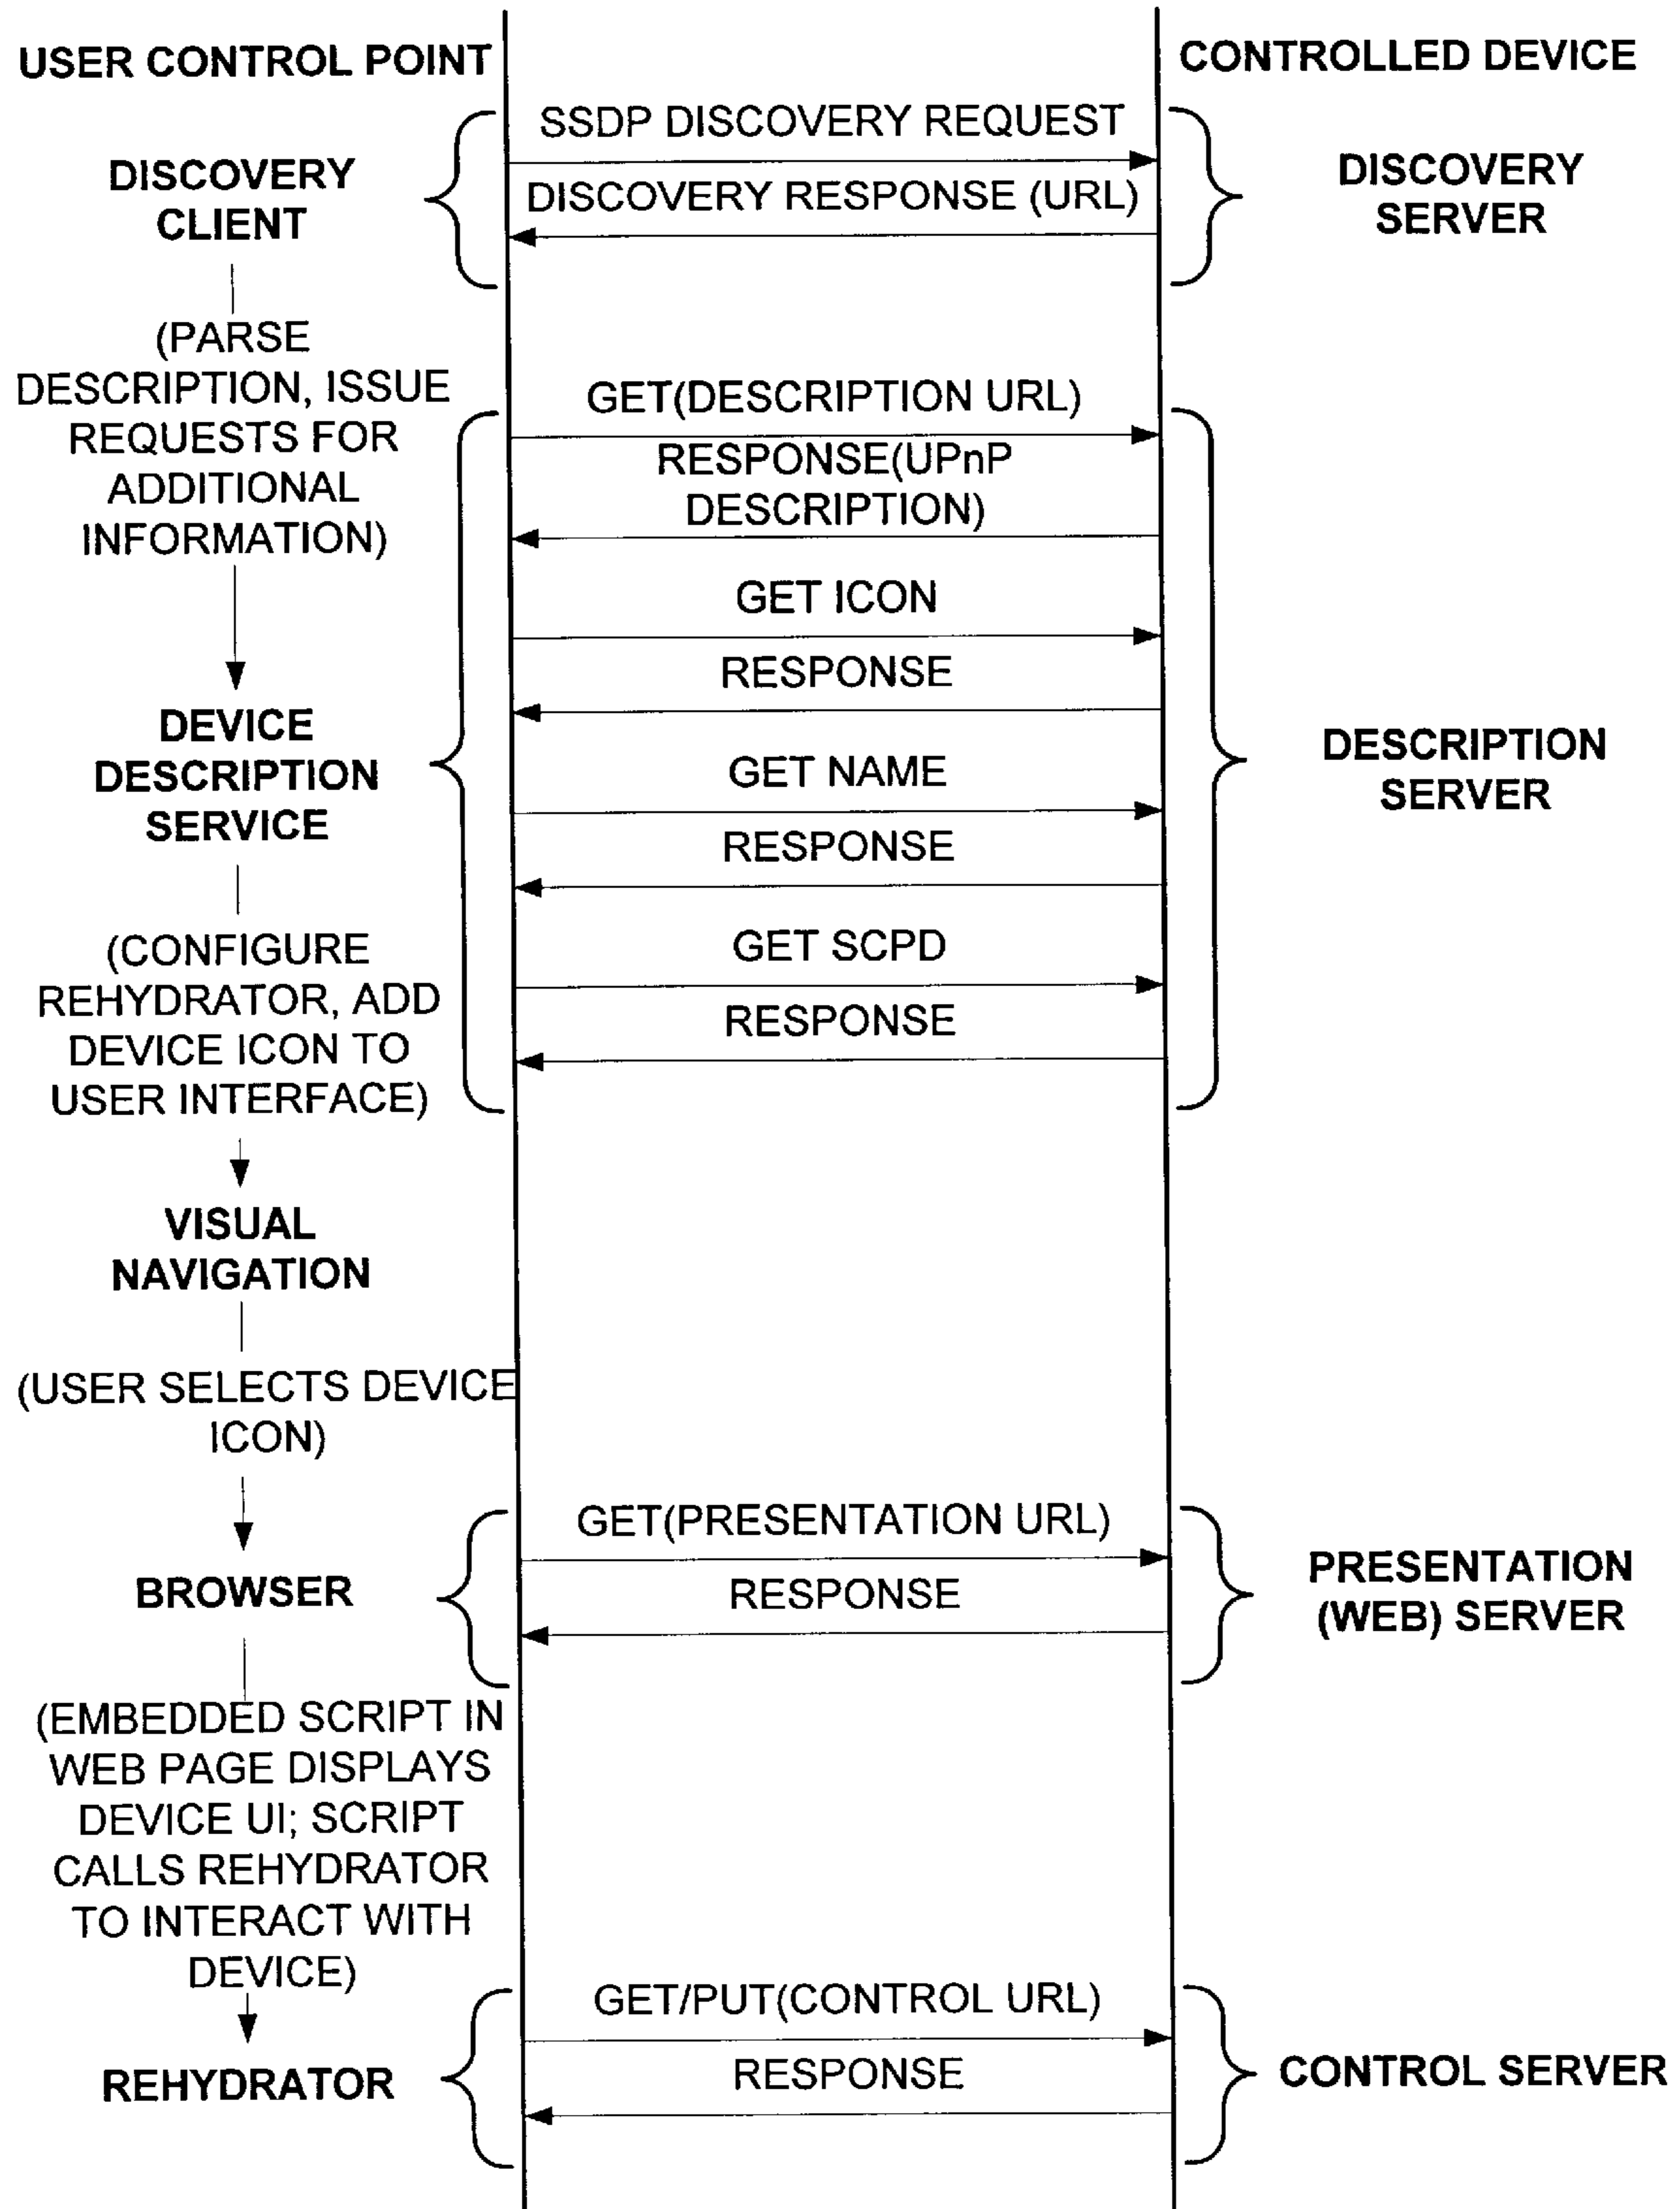 USER CONTROL POINT
CONTROLLED DEVICE
SSDP DISCOVERY REQUEST
DISCOVERY RESPONSE (URL)
DISCOVERY
CLIENT
DISCOVERY
SERVER
(PARSE
DESCRIPTION, ISSUE
REQUESTS FOR
ADDITIONAL
INFORMATION)
GET(DESCRIPTION URL)
RESPONSE(UPnP
DESCRIPTION)
GET ICON
RESPONSE
GET NAME
RESPONSE
GET SCPD
RESPONSE
DEVICE
DESCRIPTION
SERVICE
DESCRIPTION
SERVER
(CONFIGURE
REHYDRATOR, ADD
DEVICE ICON TO
USER INTERFACE)
VISUAL
NAVIGATION
(USER SELECTS DEVICE
ICON)
GET(PRESENTATION URL)
RESPONSE
BROWSER
PRESENTATION
(WEB) SERVER
(EMBEDDED SCRIPT IN
WEB PAGE DISPLAYS
DEVICE UI; SCRIPT
CALLS REHYDRATOR
TO INTERACT WITH
DEVICE)
GET/PUT(CONTROL URL)
RESPONSE
REHYDRATOR
CONTROL SERVER